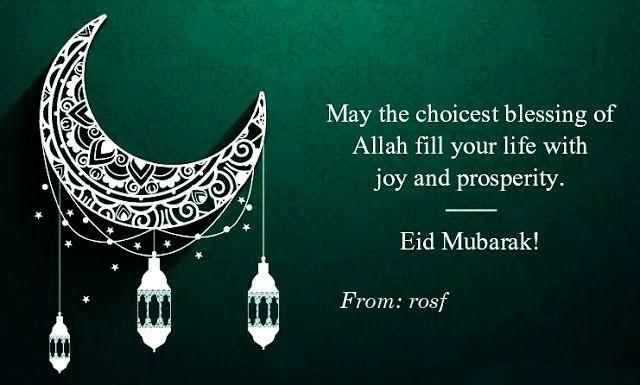 May the choicest blessing of
Allah fill your life with
joy and prosperity.
Eid Mubarak!
From: rosf